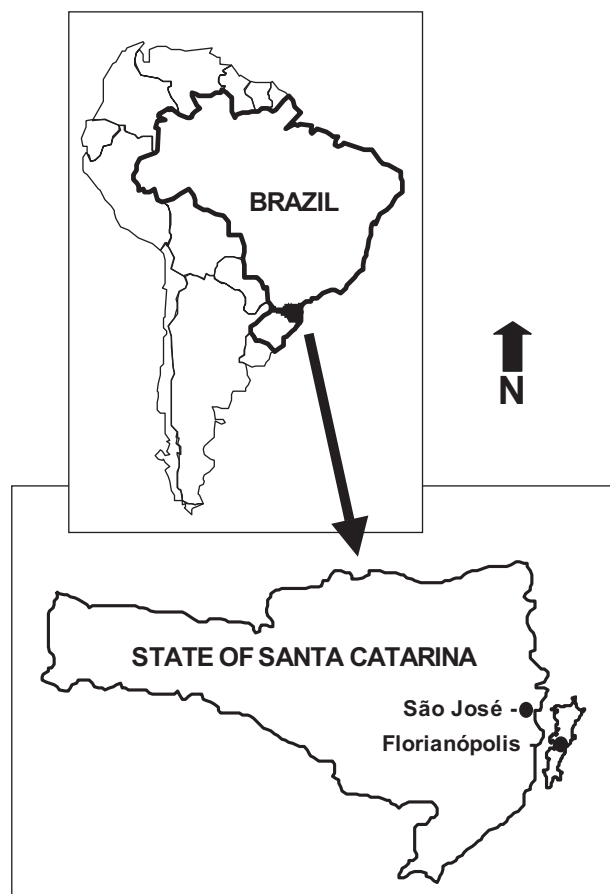 BRAZIL
N
STATE OF SANTA CATARINA
São José -
Florianópolis -